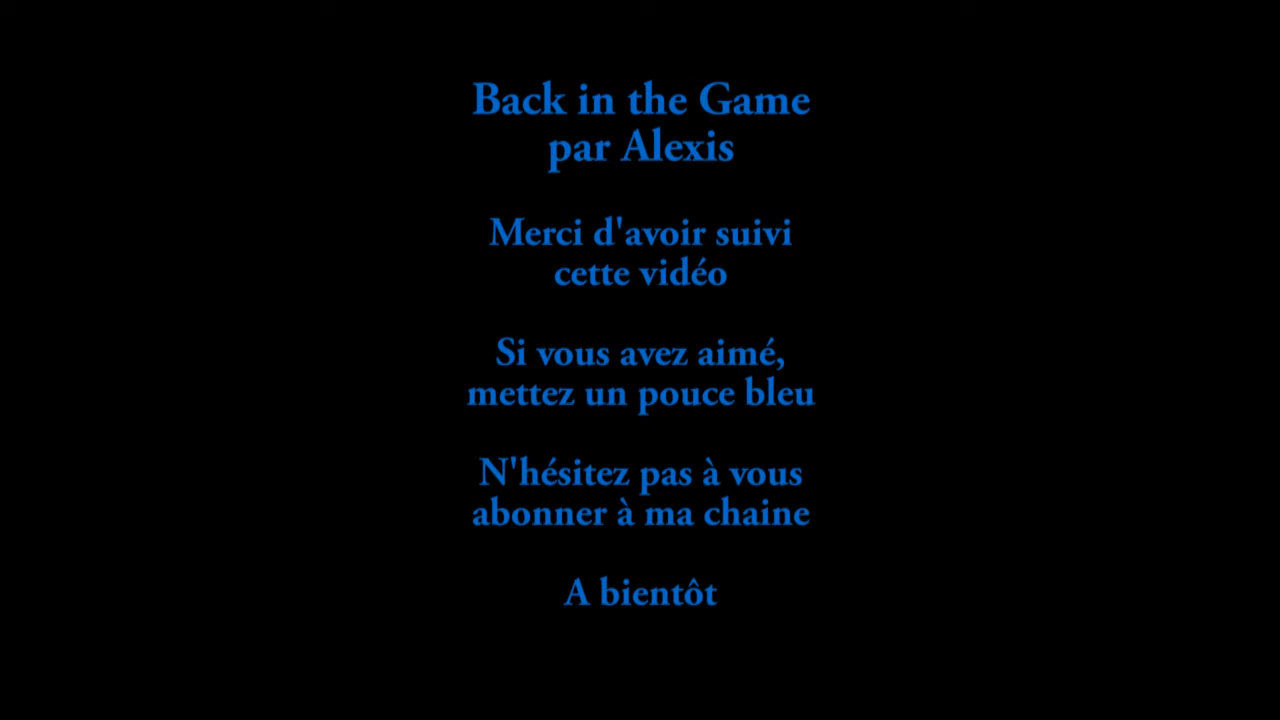 Back in the Game
par Alexis
Merci d'avoir suivi
cette vidéo
Si vous avez aimé,
mettez un pouce bleu
N'hésitez pas à vous
abonner à ma chaine
A bientôt